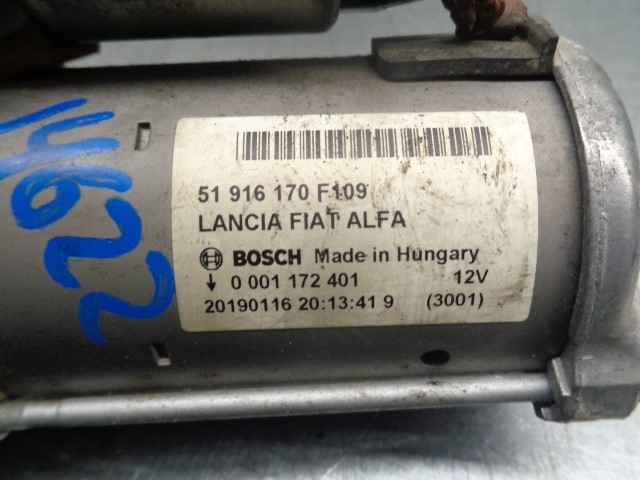 14622
51 916 170 F109
LANCIA FIAT ALFA
BOSCH Made in Hungary
0 001 172 401 12V
20190116 20:13:41 9 (3001)